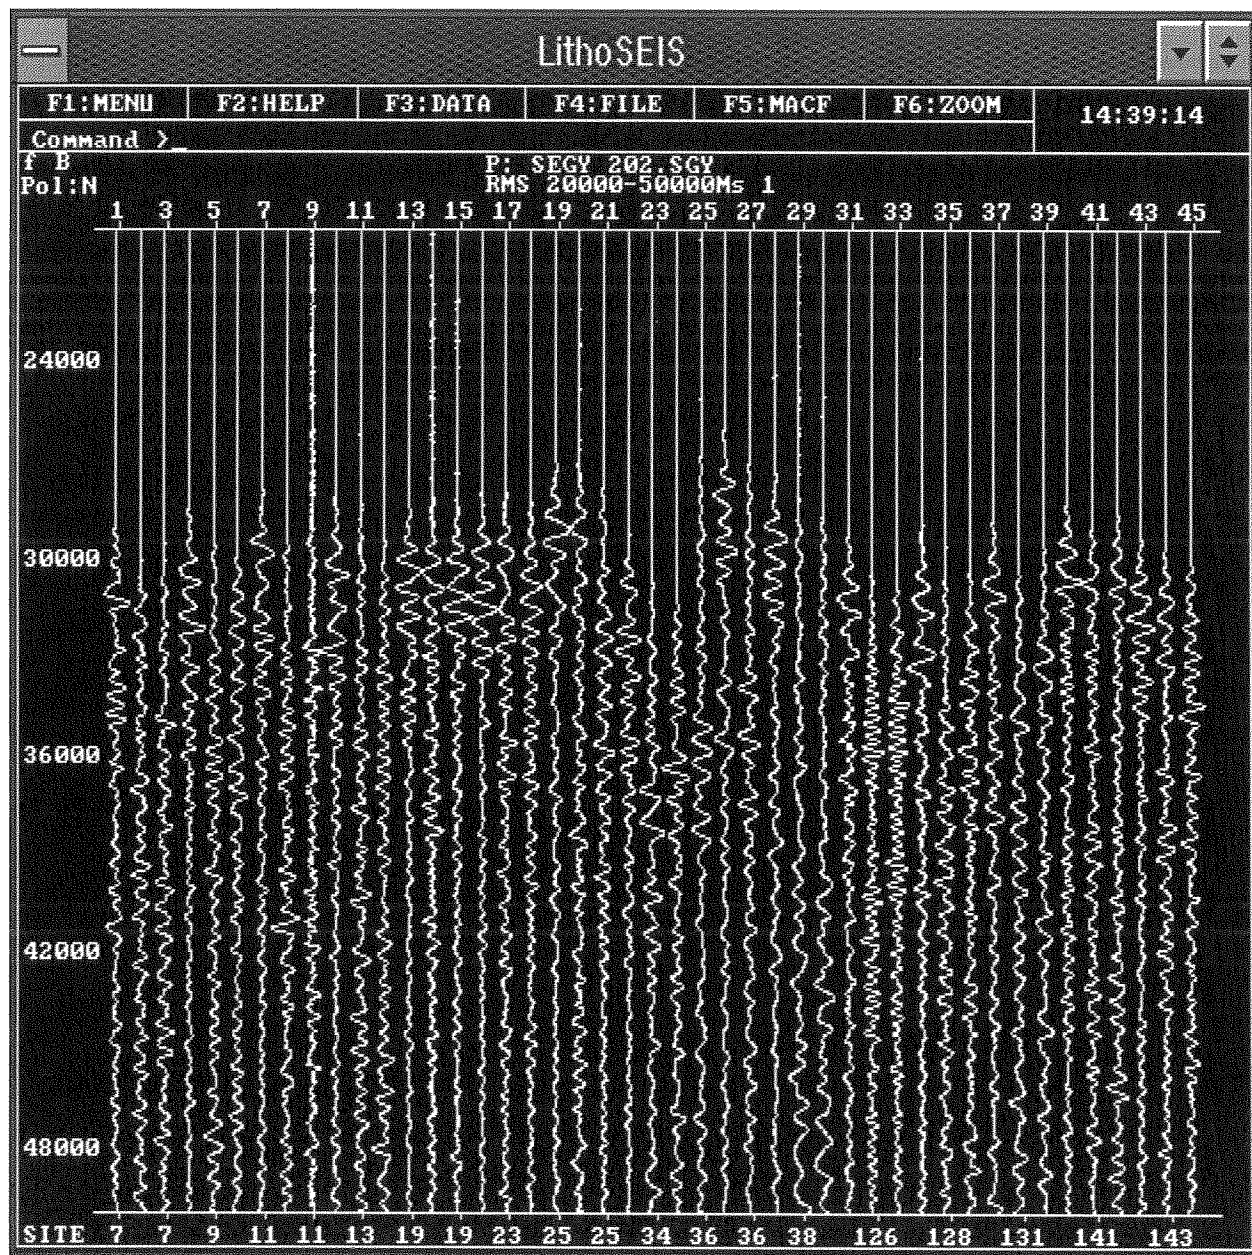 LithoSEIS
F1:MENU F2:HELP F3:DATA F4:FILE F5:MACF F6:ZOOM 14:39:14
Command >_
f B P: SEGY 202.SGY
Pol:N RMS 20000-50000Ms 1
1 3 5 7 9 11 13 15 17 19 21 23 25 27 29 31 33 35 37 39 41 43 45
24000
30000
36000
42000
48000
SITE 7 7 9 11 11 13 19 19 23 25 25 34 36 36 38 126 128 131 141 143